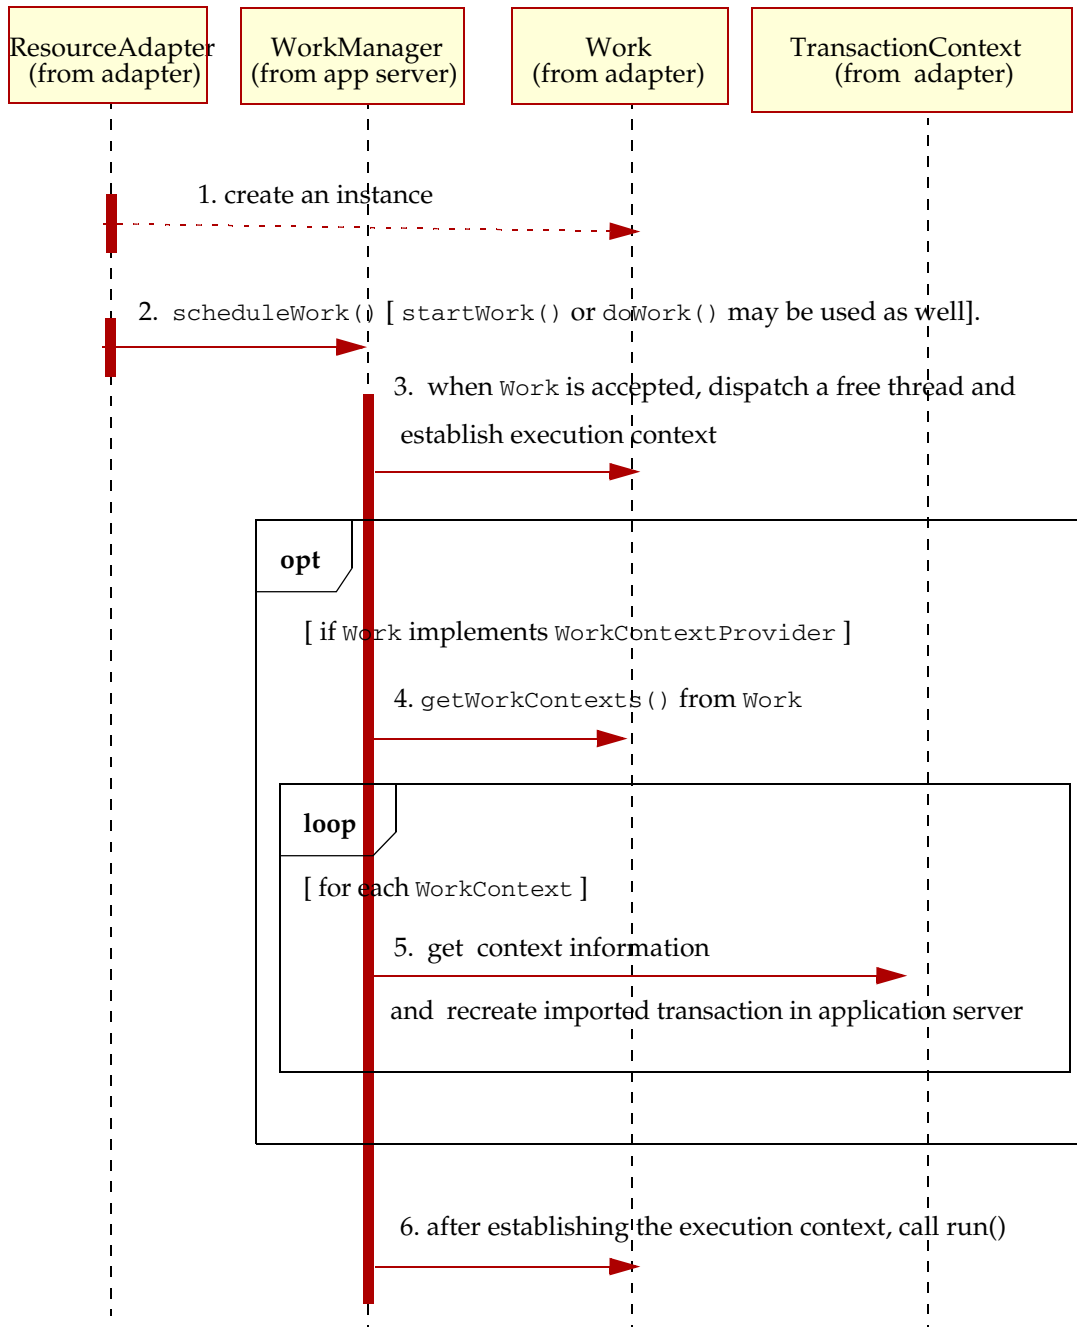 ResourceAdapter
(from adapter)
WorkManager
(from app server)
Work
(from adapter)
TransactionContext
(from adapter)
1. create an instance
2. scheduleWork() [ startWork() or doWork() may be used as well].
3. when Work is accepted, dispatch a free thread and
establish execution context
opt
[ if Work implements WorkContextProvider ]
4. getWorkContexts() from Work
loop
[ for each WorkContext ]
5. get context information
and recreate imported transaction in application server
6. after establishing the execution context, call run()